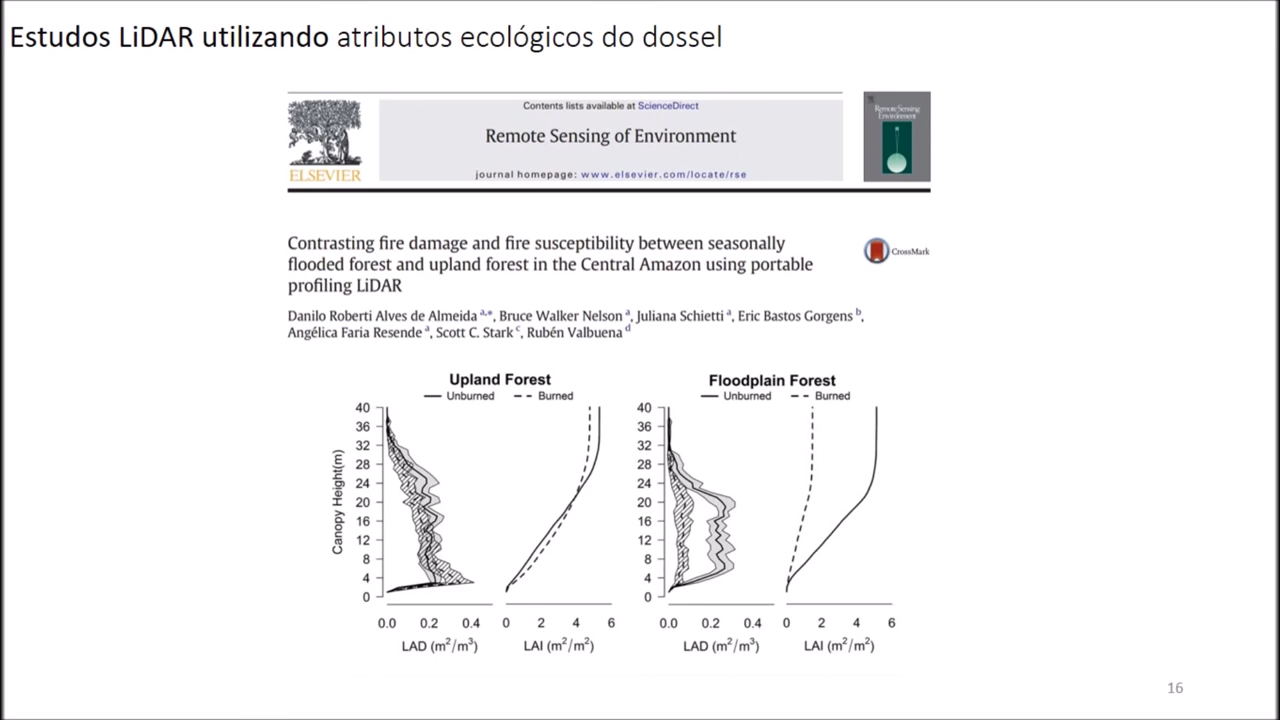 Estudos LiDAR utilizando atributos ecológicos do dossel
Contents lists available at ScienceDirect
Remote Sensing of Environment
journal homepage: www.elsevier.com/locate/rse
ELSEVIER
Remote Sensing
Environment
Contrasting fire damage and fire susceptibility between seasonally
flooded forest and upland forest in the Central Amazon using portable
profiling LiDAR
CrossMark
Danilo Roberti Alves de Almeida a,*, Bruce Walker Nelson a, Juliana Schietti a, Eric Bastos Gorgens b,
Angélica Faria Resende a, Scott C. Stark c, Rubén Valbuena d
Upland Forest
Unburned Burned
Canopy Height(m)
40
36
32
28
24
20
16
12
8
4
0
0.0 0.2 0.4
LAD (m²/m³)
0 2 4 6
LAI (m²/m²)
Floodplain Forest
Unburned Burned
40
36
32
28
24
20
16
12
8
4
0
0.0 0.2 0.4
LAD (m²/m³)
0 2 4 6
LAI (m²/m²)
16